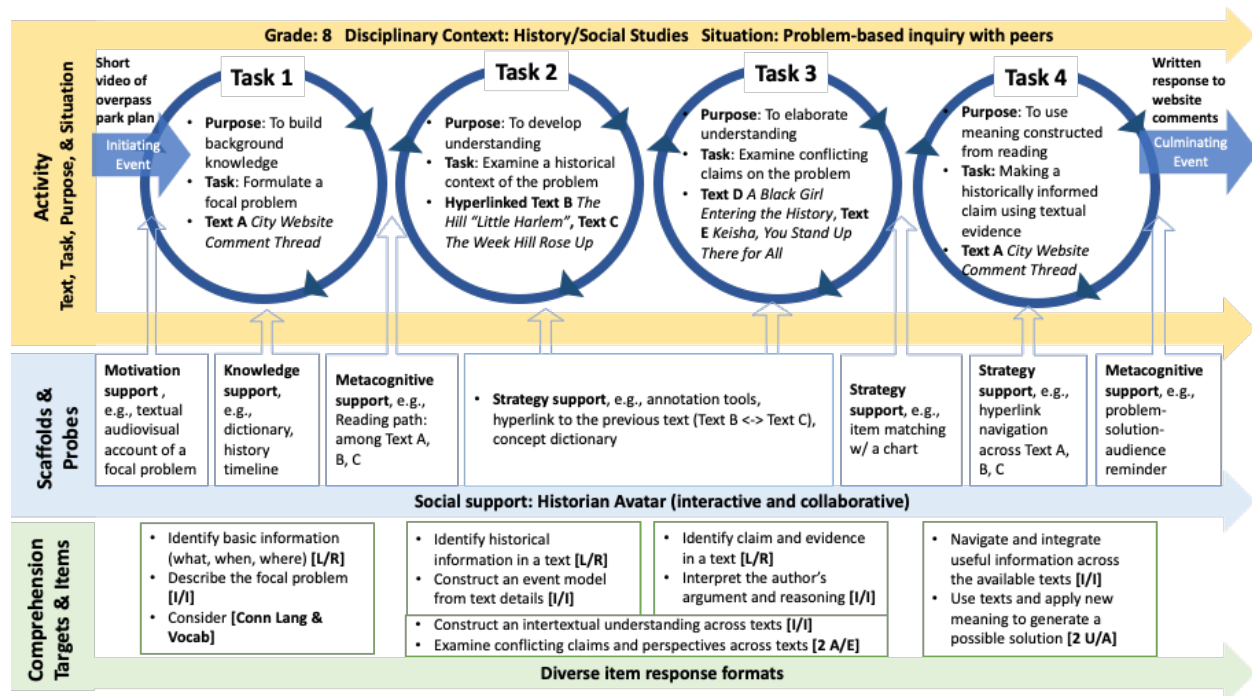 Grade: 8 Disciplinary Context: History/Social Studies Situation: Problem-based inquiry with peers
Activity
Text, Task, Purpose, & Situation
Short
video of
overpass
park plan
Initiating
Event
Task 1
• Purpose: To build
background
knowledge
• Task: Formulate a
focal problem
• Text A City Website
Comment Thread
Task 2
• Purpose: To develop
understanding
• Task: Examine a historical
context of the problem
• Hyperlinked Text B The
Hill “Little Harlem”, Text C
The Week Hill Rose Up
Task 3
• Purpose: To elaborate
understanding
• Task: Examine conflicting
claims on the problem
• Text D A Black Girl
Entering the History, Text
E Keisha, You Stand Up
There for All
Task 4
• Purpose: To use
meaning constructed
from reading
• Task: Making a
historically informed
claim using textual
evidence
• Text A City Website
Comment Thread
Written
response to
website
comments
Culminating
Event
Scaffolds &
Probes
Motivation
support ,
e.g., textual
audiovisual
account of a
focal problem
Knowledge
support,
e.g.,
dictionary,
history
timeline
Metacognitive
support, e.g.,
Reading path:
among Text A,
B, C
• Strategy support, e.g., annotation tools,
hyperlink to the previous text (Text B <-> Text C),
concept dictionary
Strategy
support, e.g.,
item matching
w/ a chart
Strategy
support, e.g.,
hyperlink
navigation
across Text A,
B, C
Metacognitive
support, e.g.,
problem-
solution-
audience
reminder
Social support: Historian Avatar (interactive and collaborative)
Comprehension
Targets & Items
• Identify basic information
(what, when, where) [L/R]
• Describe the focal problem
[I/I]
• Consider [Conn Lang &
Vocab]
• Identify historical
information in a text [L/R]
• Construct an event model
from text details [I/I]
• Identify claim and evidence
in a text [L/R]
• Interpret the author’s
argument and reasoning [I/I]
• Construct an intertextual understanding across texts [I/I]
• Examine conflicting claims and perspectives across texts [2 A/E]
• Navigate and integrate
useful information across
the available texts [I/I]
• Use texts and apply new
meaning to generate a
possible solution [2 U/A]
Diverse item response formats